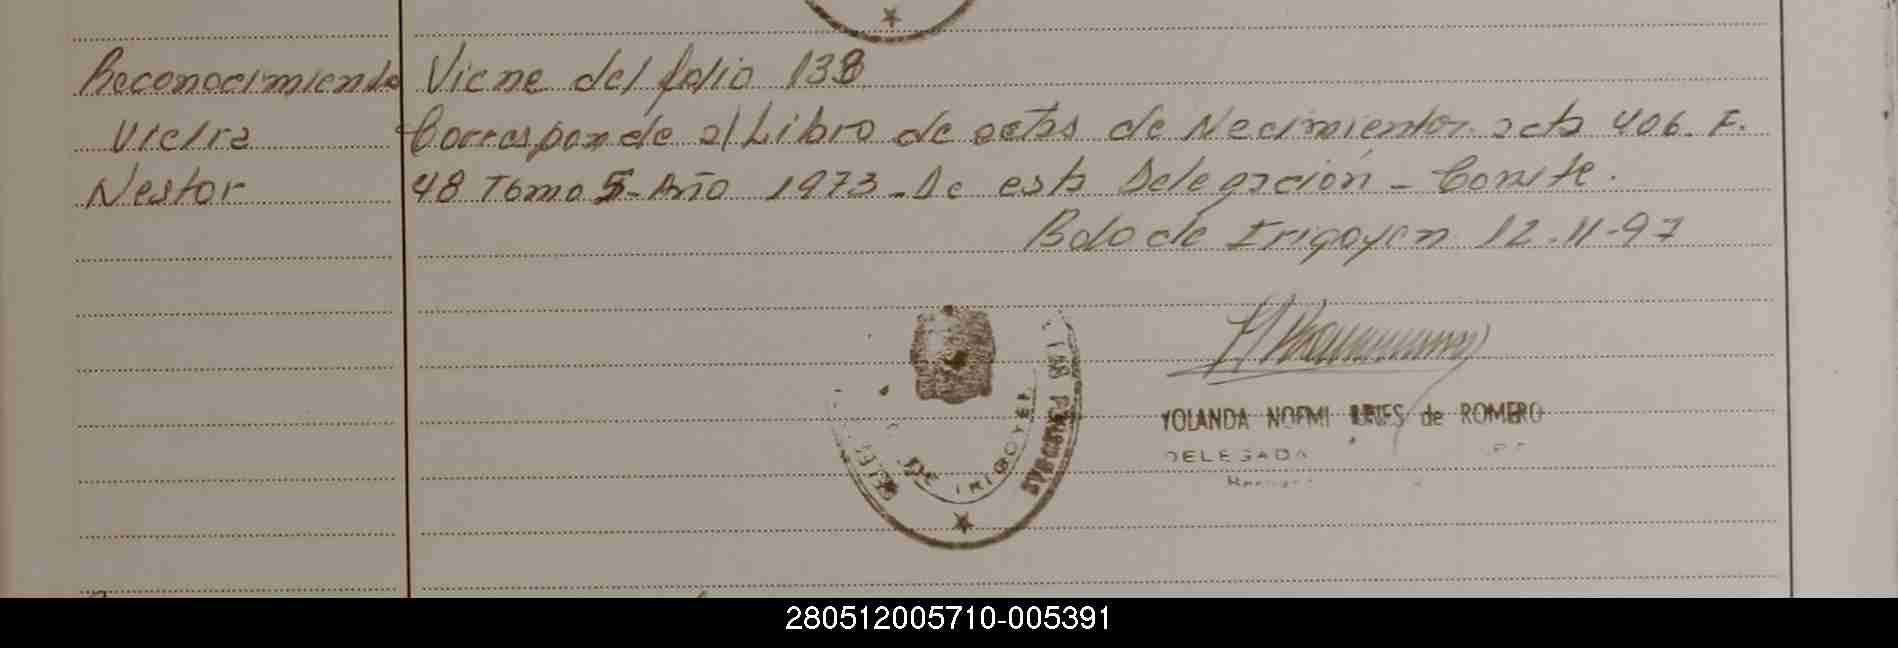 Reconocimiento
Vieira
Nestor
Viene del folio 138
Corresponde al Libro de actas de Nacimientos. acta 406. F.
48 Tomo 5- Año 1973 - De esta Delegación - Conste.
Bdo de Irigoyen 12-11-97
YOLANDA NOEMI de ROMERO
DELEGADA
DE IRIGO
280512005710-005391